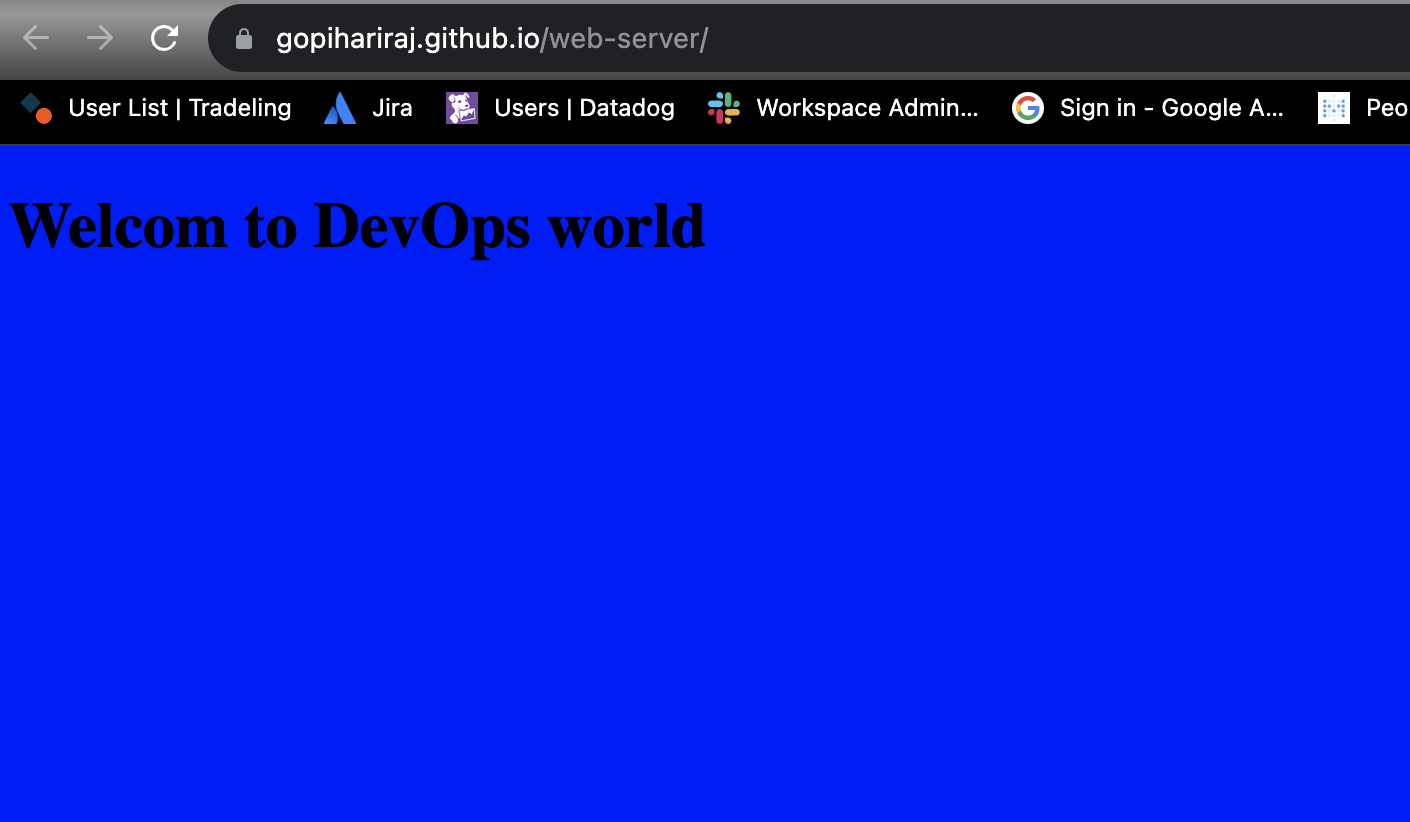 gopihariraj.github.io/web-server/
User List | Tradeling Jira Users | Datadog Workspace Admin... Sign in - Google A... Peo
Welcom to DevOps world